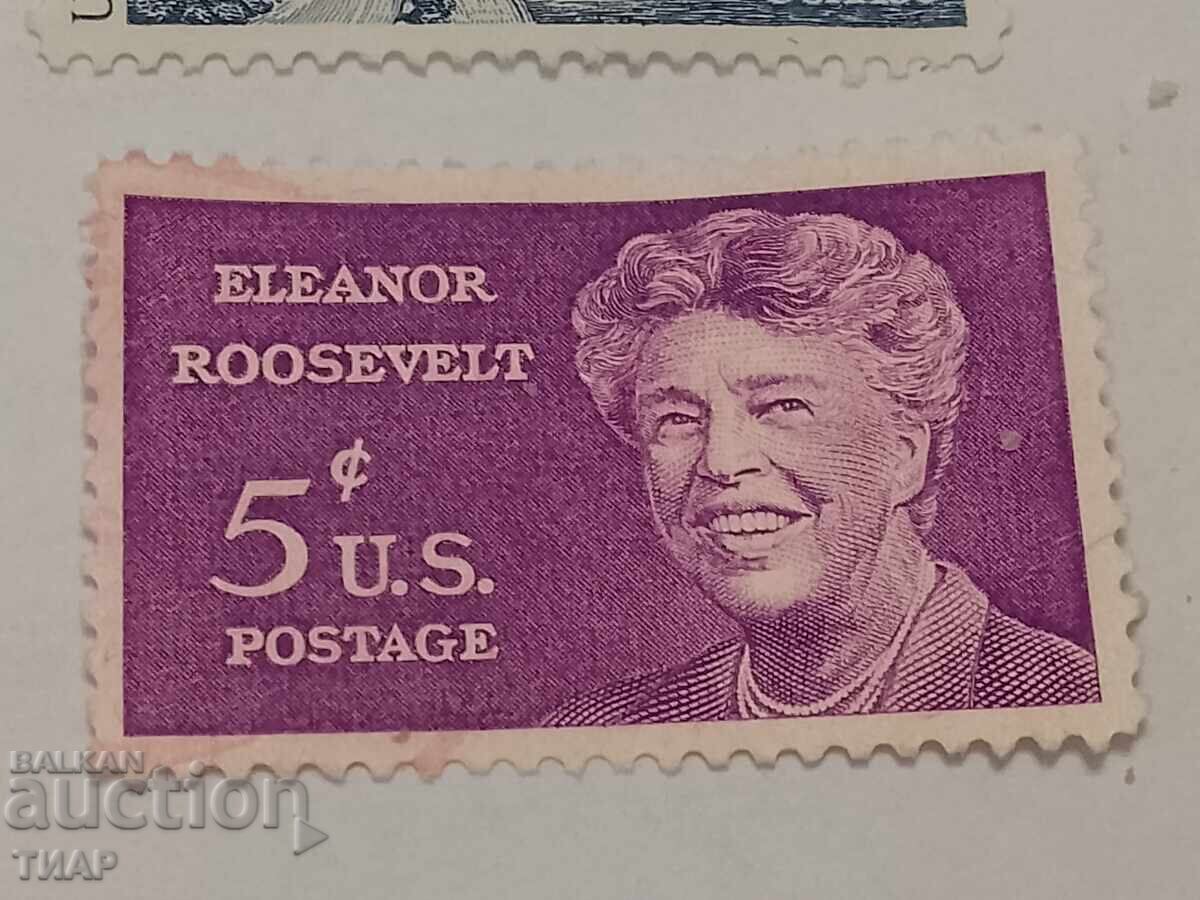 U
ELEANOR
ROOSEVELT
5¢ U.S.
POSTAGE
BALKAN
auction
ТИАР